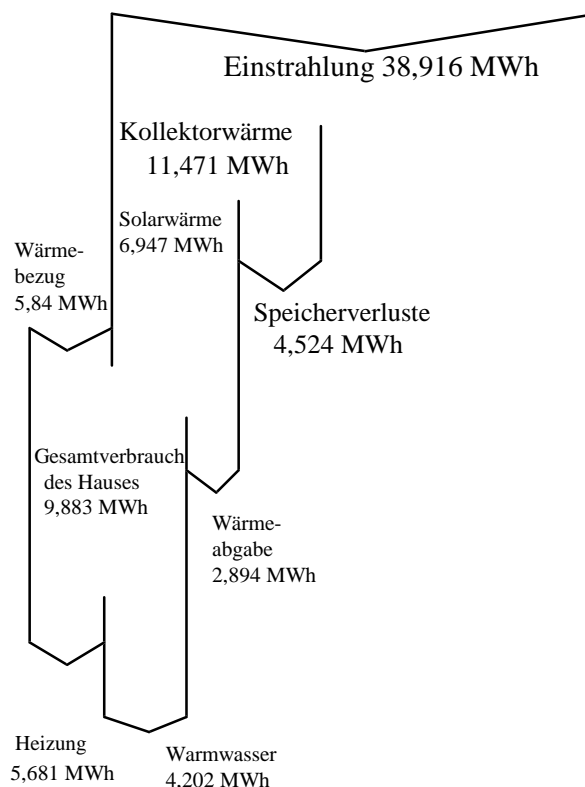 Einstrahlung 38,916 MWh
Kollektorwärme
11,471 MWh
Solarwärme
6,947 MWh
Wärme-
bezug
5,84 MWh
Speicherverluste
4,524 MWh
Gesamtverbrauch
des Hauses
9,883 MWh
Wärme-
abgabe
2,894 MWh
Heizung
5,681 MWh
Warmwasser
4,202 MWh